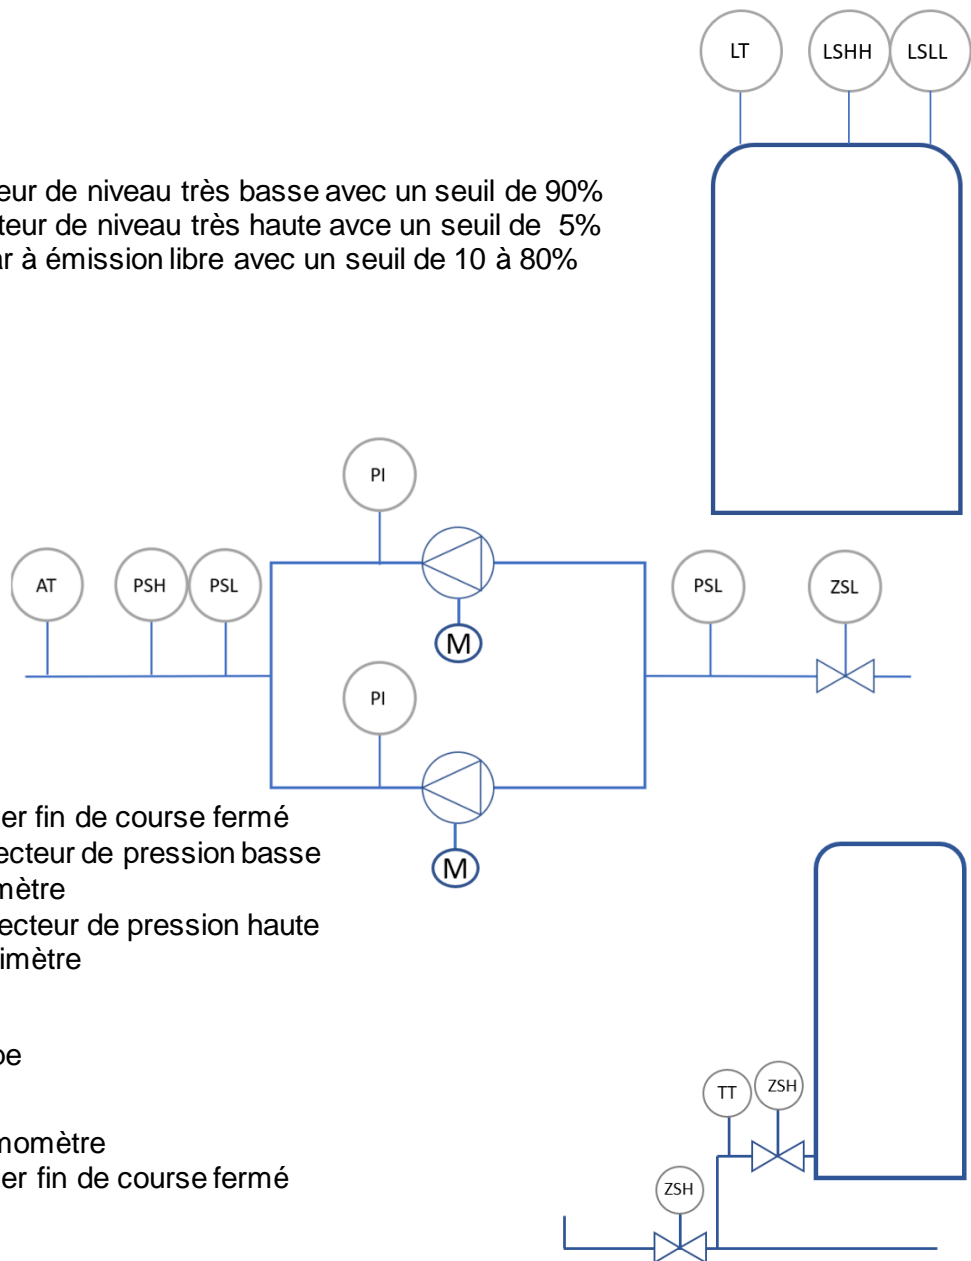 LT LSHH LSLL
eur de niveau très basse avec un seuil de 90%
teur de niveau très haute avce un seuil de 5%
ar à émission libre avec un seuil de 10 à 80%
PI
AT PSH PSL PSL ZSL
M
PI
er fin de course fermé
ecteur de pression basse
M
mètre
ecteur de pression haute
imètre
oe
TT ZSH
momètre
er fin de course fermé
ZSH